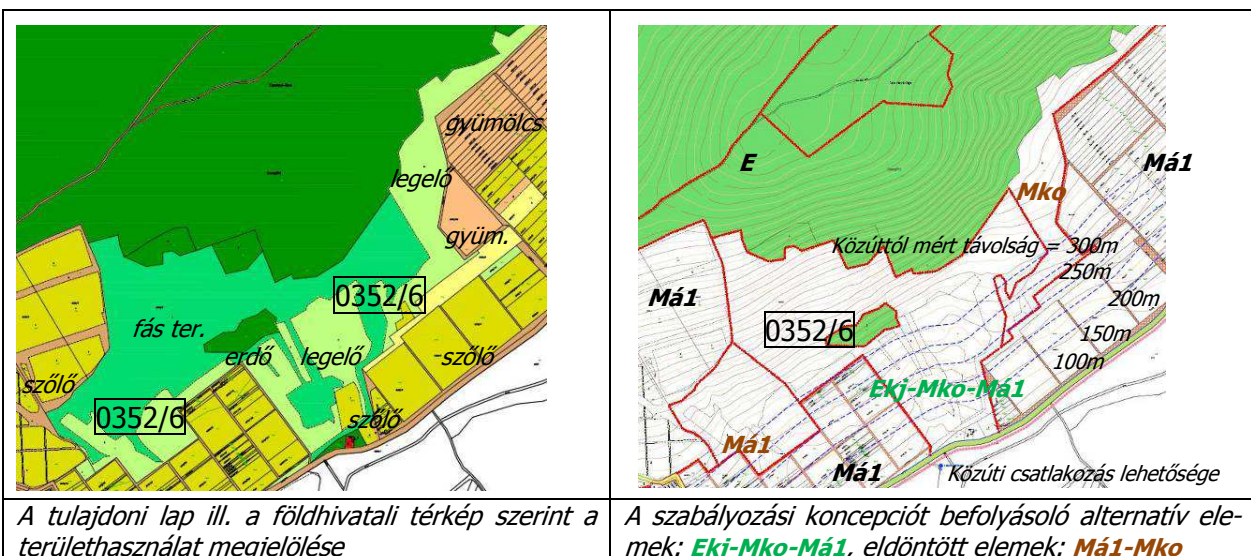 gyümölcs
legelő
gyüm.
0352/6
fás ter.
erdő
legelő
-szőlő
szőlő
0352/6
szőlő
E
Má1
Mko
Közúttól mért távolság = 300m
250m
Má1
200m
0352/6
150m
100m
Ekj-Mko-Má1
Má1
Má1
Közúti csatlakozás lehetősége
A tulajdoni lap ill. a földhivatali térkép szerint a
területhasználat megjelölése
A szabályozási koncepciót befolyásoló alternatív ele-
mek: Ekj-Mko-Má1, eldöntött elemek: Má1-Mko